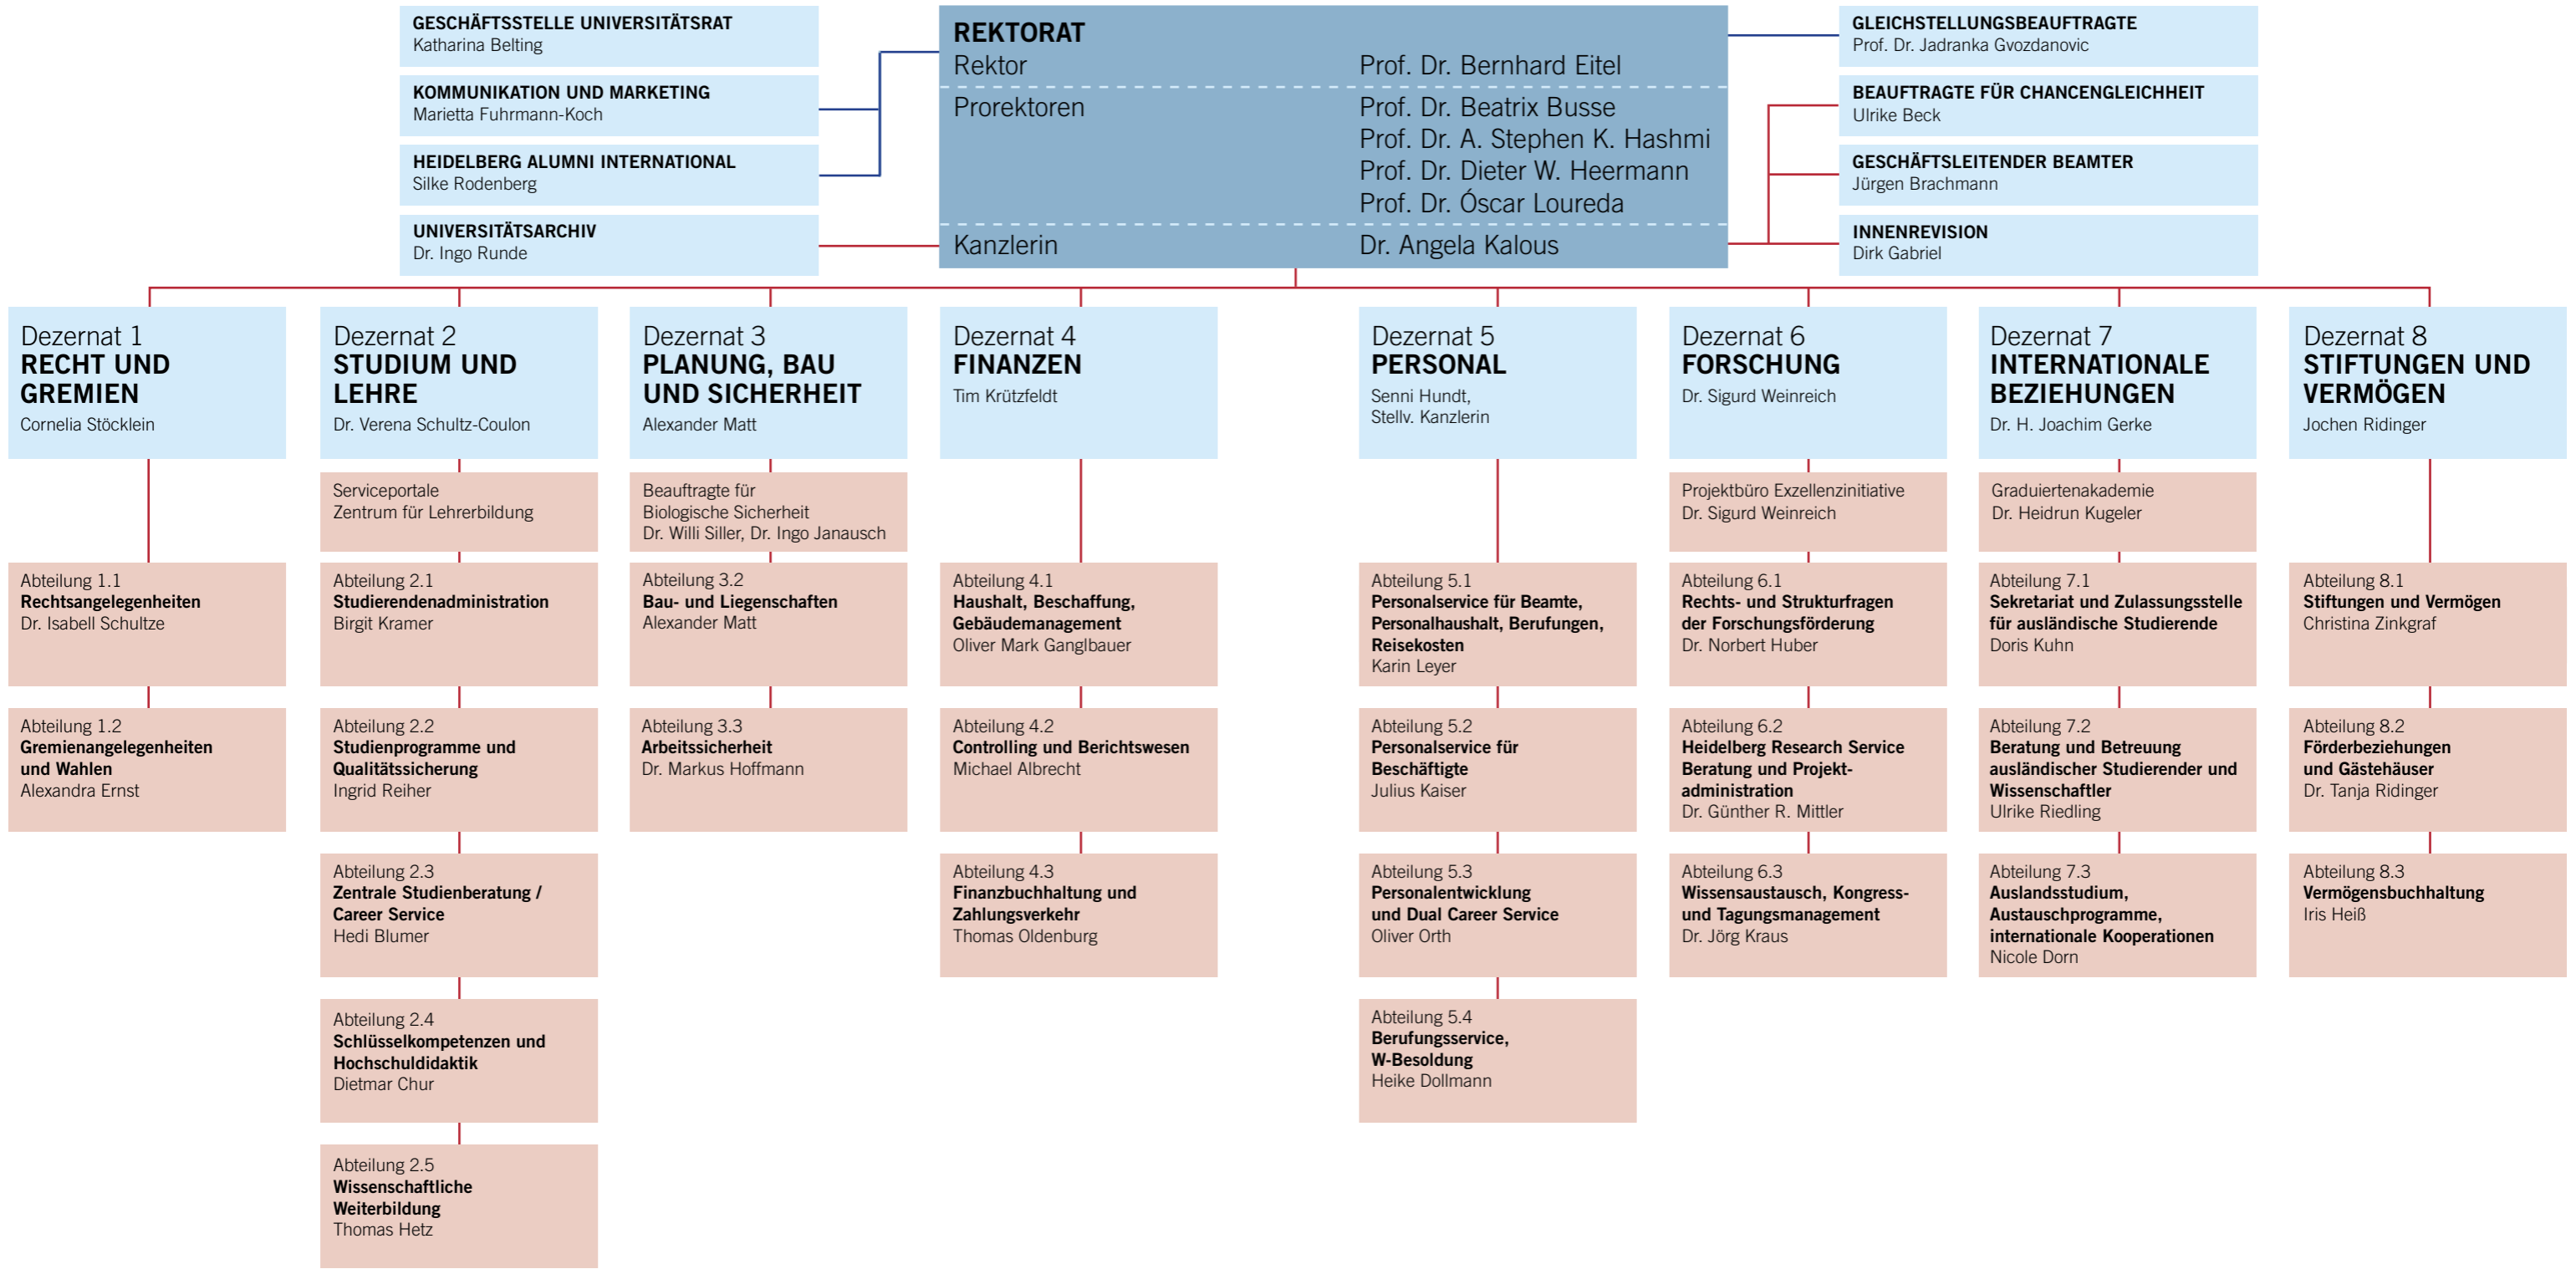 GESCHÄFTSSTELLE UNIVERSITÄTSRAT
Katharina Belting
KOMMUNIKATION UND MARKETING
Marietta Fuhrmann-Koch
HEIDELBERG ALUMNI INTERNATIONAL
Silke Rodenberg
UNIVERSITÄTSARCHIV
Dr. Ingo Runde
REKTORAT
Rektor Prof. Dr. Bernhard Eitel
Prorektoren Prof. Dr. Beatrix Busse
Prof. Dr. A. Stephen K. Hashmi
Prof. Dr. Dieter W. Heermann
Prof. Dr. Óscar Loureda
Kanzlerin Dr. Angela Kalous
GLEICHSTELLUNGSBEAUFTRAGTE
Prof. Dr. Jadranka Gvozdanovic
BEAUFTRAGTE FÜR CHANCENGLEICHHEIT
Ulrike Beck
GESCHÄFTSLEITENDER BEAMTER
Jürgen Brachmann
INNENREVISION
Dirk Gabriel
Dezernat 1
RECHT UND
GREMIEN
Cornelia Stöcklein
Abteilung 1.1
Rechtsangelegenheiten
Dr. Isabell Schultze
Abteilung 1.2
Gremienangelegenheiten
und Wahlen
Alexandra Ernst
Dezernat 2
STUDIUM UND
LEHRE
Dr. Verena Schultz-Coulon
Serviceportale
Zentrum für Lehrerbildung
Abteilung 2.1
Studierendenadministration
Birgit Kramer
Abteilung 2.2
Studienprogramme und
Qualitätssicherung
Ingrid Reiher
Abteilung 2.3
Zentrale Studienberatung /
Career Service
Hedi Blumer
Abteilung 2.4
Schlüsselkompetenzen und
Hochschuldidaktik
Dietmar Chur
Abteilung 2.5
Wissenschaftliche
Weiterbildung
Thomas Hetz
Dezernat 3
PLANUNG, BAU
UND SICHERHEIT
Alexander Matt
Beauftragte für
Biologische Sicherheit
Dr. Willi Siller, Dr. Ingo Janausch
Abteilung 3.2
Bau- und Liegenschaften
Alexander Matt
Abteilung 3.3
Arbeitssicherheit
Dr. Markus Hoffmann
Dezernat 4
FINANZEN
Tim Krützfeldt
Abteilung 4.1
Haushalt, Beschaffung,
Gebäudemanagement
Oliver Mark Ganglbauer
Abteilung 4.2
Controlling und Berichtswesen
Michael Albrecht
Abteilung 4.3
Finanzbuchhaltung und
Zahlungsverkehr
Thomas Oldenburg
Dezernat 5
PERSONAL
Senni Hundt,
Stellv. Kanzlerin
Abteilung 5.1
Personalservice für Beamte,
Personalhaushalt, Berufungen,
Reisekosten
Karin Leyer
Abteilung 5.2
Personalservice für
Beschäftigte
Julius Kaiser
Abteilung 5.3
Personalentwicklung
und Dual Career Service
Oliver Orth
Abteilung 5.4
Berufungsservice,
W-Besoldung
Heike Dollmann
Dezernat 6
FORSCHUNG
Dr. Sigurd Weinreich
Projektbüro Exzellenzinitiative
Dr. Sigurd Weinreich
Abteilung 6.1
Rechts- und Strukturfragen
der Forschungsförderung
Dr. Norbert Huber
Abteilung 6.2
Heidelberg Research Service
Beratung und Projekt-
administration
Dr. Günther R. Mittler
Abteilung 6.3
Wissensaustausch, Kongress-
und Tagungsmanagement
Dr. Jörg Kraus
Dezernat 7
INTERNATIONALE
BEZIEHUNGEN
Dr. H. Joachim Gerke
Graduiertenakademie
Dr. Heidrun Kugeler
Abteilung 7.1
Sekretariat und Zulassungsstelle
für ausländische Studierende
Doris Kuhn
Abteilung 7.2
Beratung und Betreuung
ausländischer Studierender und
Wissenschaftler
Ulrike Riedling
Abteilung 7.3
Auslandsstudium,
Austauschprogramme,
internationale Kooperationen
Nicole Dorn
Dezernat 8
STIFTUNGEN UND
VERMÖGEN
Jochen Ridinger
Abteilung 8.1
Stiftungen und Vermögen
Christina Zinkgraf
Abteilung 8.2
Förderbeziehungen
und Gästehäuser
Dr. Tanja Ridinger
Abteilung 8.3
Vermögensbuchhaltung
Iris Heiß